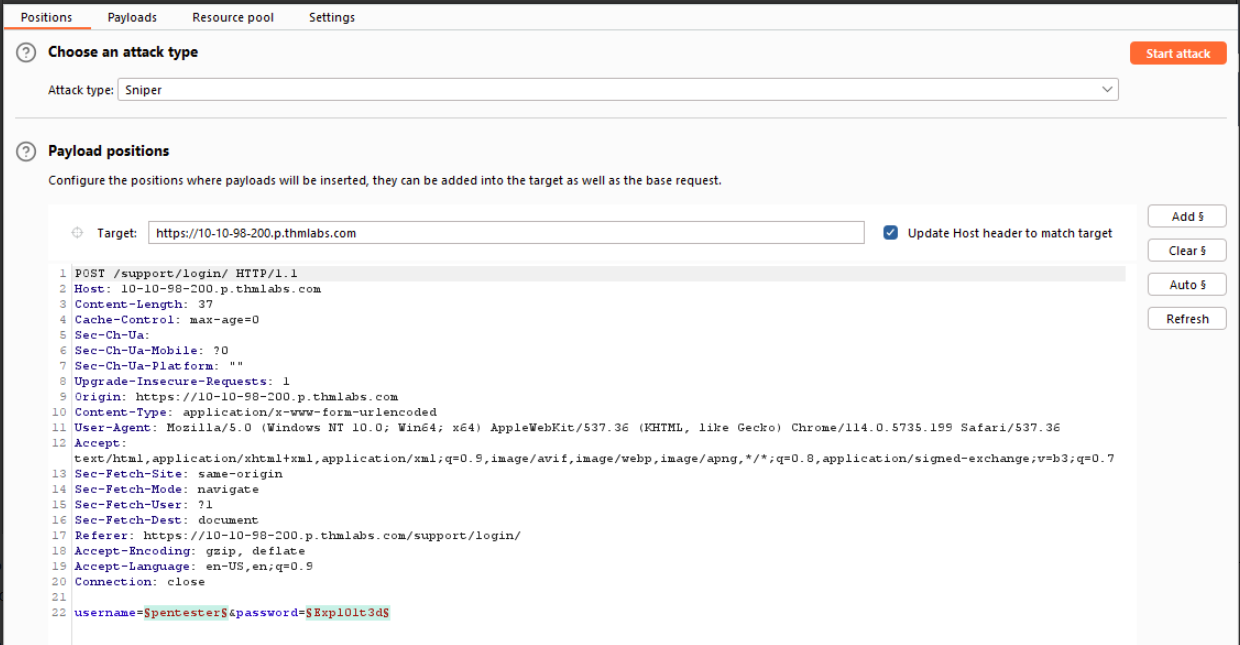 Positions Payloads Resource pool Settings
? Choose an attack type
Start attack
Attack type: Sniper
? Payload positions
Configure the positions where payloads will be inserted, they can be added into the target as well as the base request.
Target: https://10-10-98-200.p.thmlabs.com Update Host header to match target
Add §
Clear §
Auto §
Refresh
1 POST /support/login/ HTTP/1.1
2 Host: 10-10-98-200.p.thmlabs.com
3 Content-Length: 37
4 Cache-Control: max-age=0
5 Sec-Ch-Ua:
6 Sec-Ch-Ua-Mobile: ?0
7 Sec-Ch-Ua-Platform: ""
8 Upgrade-Insecure-Requests: 1
9 Origin: https://10-10-98-200.p.thmlabs.com
10 Content-Type: application/x-www-form-urlencoded
11 User-Agent: Mozilla/5.0 (Windows NT 10.0; Win64; x64) AppleWebKit/537.36 (KHTML, like Gecko) Chrome/114.0.5735.199 Safari/537.36
12 Accept:
text/html,application/xhtml+xml,application/xml;q=0.9,image/avif,image/webp,image/apng,*/*;q=0.8,application/signed-exchange;v=b3;q=0.7
13 Sec-Fetch-Site: same-origin
14 Sec-Fetch-Mode: navigate
15 Sec-Fetch-User: ?1
16 Sec-Fetch-Dest: document
17 Referer: https://10-10-98-200.p.thmlabs.com/support/login/
18 Accept-Encoding: gzip, deflate
19 Accept-Language: en-US,en;q=0.9
20 Connection: close
21
22 username=§pentester§&password=§Expl01t3d§